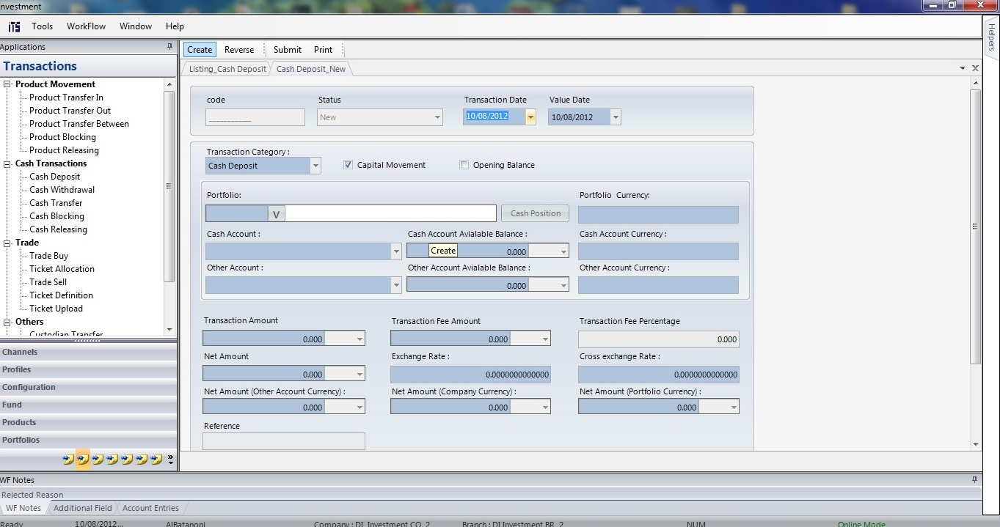 nvestment
iTS Tools WorkFlow Window Help
Helpers
Applications
Create Reverse Submit Print
Transactions
Listing_Cash Deposit Cash Deposit_New
Product Movement
Product Transfer In
Product Transfer Out
Product Transfer Between
Product Blocking
Product Releasing
Cash Transactions
Cash Deposit
Cash Withdrawal
Cash Transfer
Cash Blocking
Cash Releasing
Trade
Trade Buy
Ticket Allocation
Trade Sell
Ticket Definition
Ticket Upload
Others
Custodian Transfer
Channels
Profiles
Configuration
Fund
Products
Portfolios
code Status Transaction Date Value Date
___________ New 10/08/2012 10/08/2012
Transaction Category :
Cash Deposit Capital Movement Opening Balance
Portfolio: Portfolio Currency:
V Cash Position
Cash Account : Cash Account Avialable Balance : Cash Account Currency :
Create 0.000
Other Account : Other Account Avialable Balance : Other Account Currency :
0.000
Transaction Amount Transaction Fee Amount Transaction Fee Percentage
0.000 0.000 0.000
Net Amount Exchange Rate : Cross exchange Rate :
0.000 0.0000000000000 0.0000000000000
Net Amount (Other Account Currency) : Net Amount (Company Currency) : Net Amount (Portfolio Currency) :
0.000 0.000 0.000
Reference
WF Notes
Rejected Reason
WF Notes Additional Field Account Entries
Ready 10/08/2012... AlBatanoni Company : DI_Investment CO_2 Branch : DI Investment BR_2 NUM Online Mode